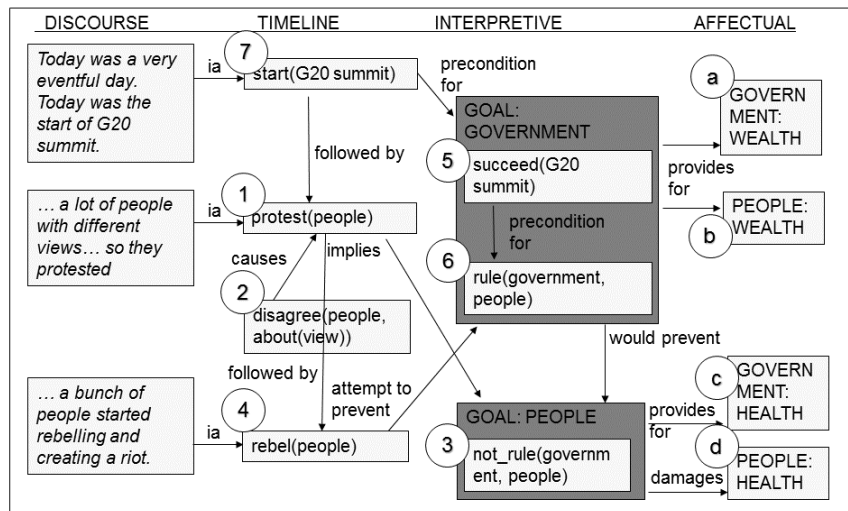 DISCOURSE TIMELINE INTERPRETIVE AFFECTUAL
Today was a very
eventful day.
Today was the
start of G20
summit.
ia
7
start(G20 summit)
precondition
for
followed by
… a lot of people
with different
views… so they
protested
ia
1
protest(people)
causes
implies
2
disagree(people,
about(view))
followed by
attempt to
prevent
… a bunch of
people started
rebelling and
creating a riot.
ia
4
rebel(people)
GOAL:
GOVERNMENT
5
succeed(G20
summit)
precondition
for
6
rule(government,
people)
would prevent
GOAL: PEOPLE
3
not_rule(governm
ent, people)
provides
for
a
GOVERN
MENT:
WEALTH
b
PEOPLE:
WEALTH
provides
for
damages
c
GOVERN
MENT:
HEALTH
d
PEOPLE:
HEALTH